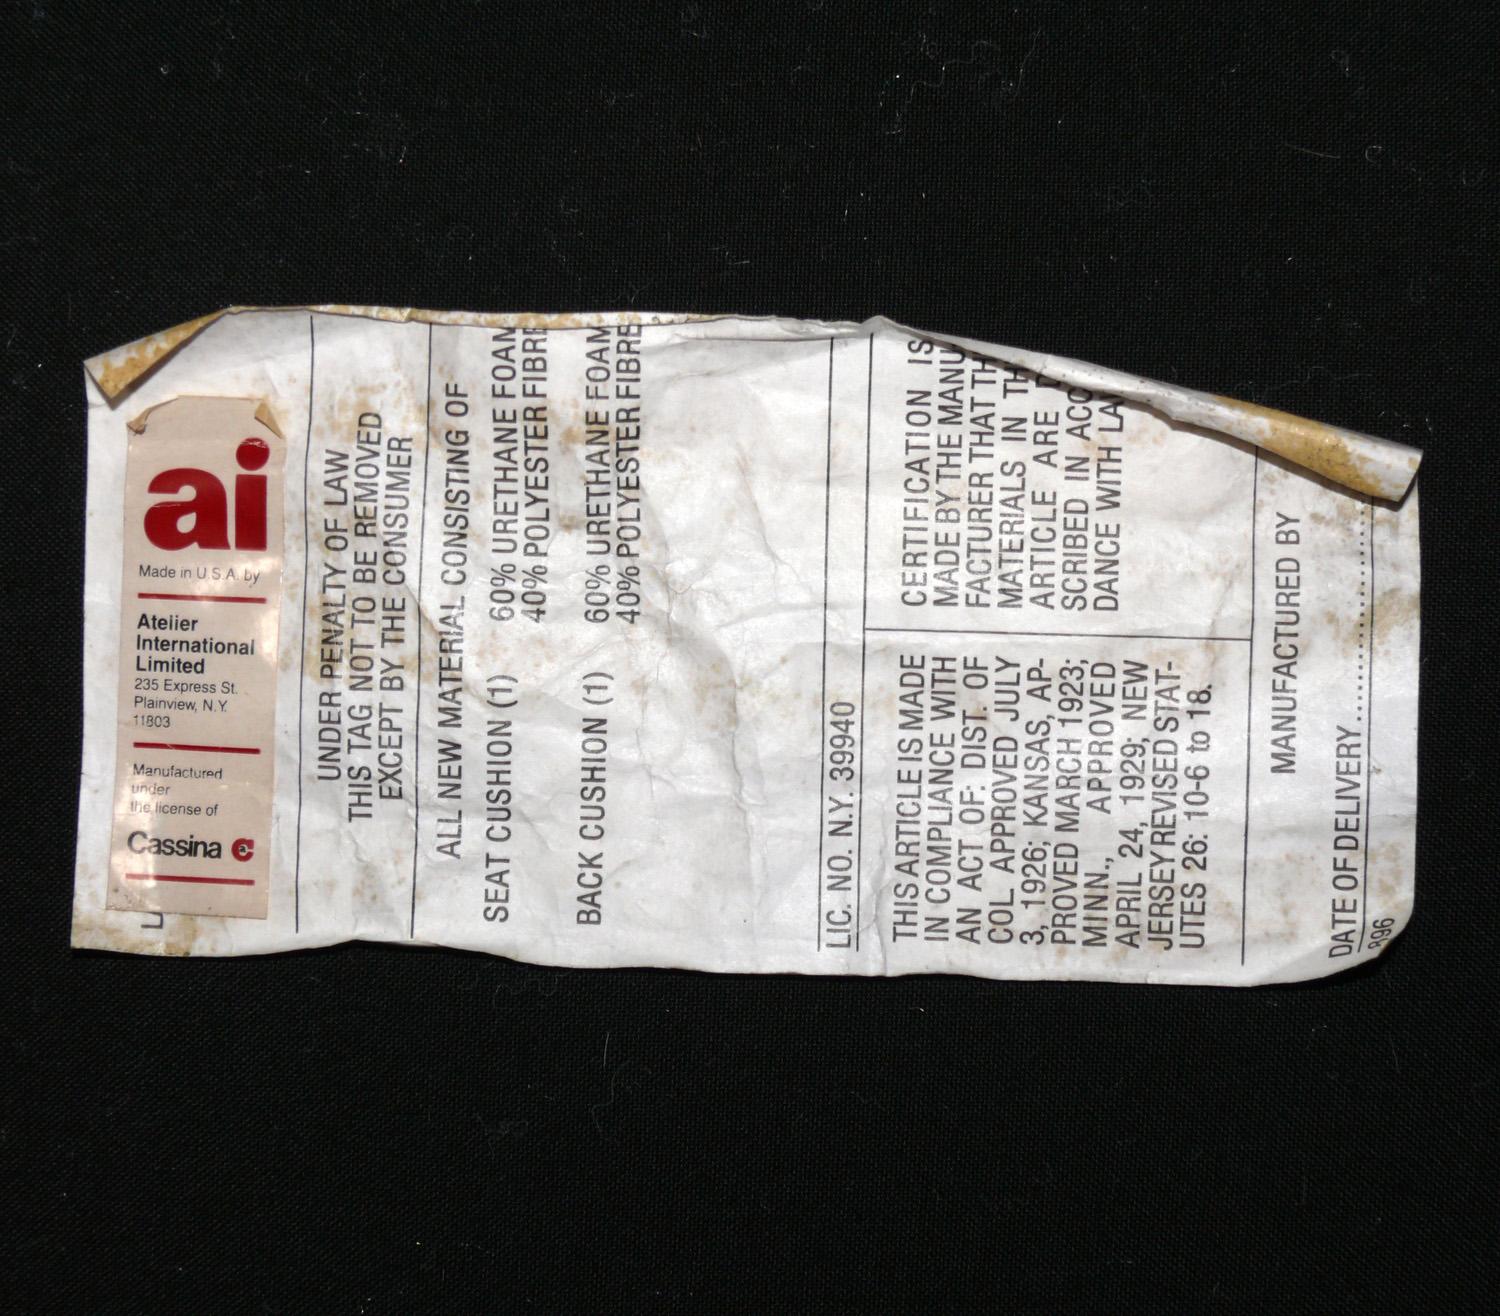 ai
Made in U.S.A. by
Atelier
International
Limited
235 Express St.
Plainview, N.Y.
11803
Manufactured
under
the license of
Cassina
UNDER PENALTY OF LAW
THIS TAG NOT TO BE REMOVED
EXCEPT BY THE CONSUMER
ALL NEW MATERIAL CONSISTING OF
SEAT CUSHION (1) 60% URETHANE FOAM
40% POLYESTER FIBRE
BACK CUSHION (1) 60% URETHANE FOAM
40% POLYESTER FIBRE
LIC. NO. N.Y. 39940
THIS ARTICLE IS MADE
IN COMPLIANCE WITH
AN ACT OF: DIST. OF
COL APPROVED JULY
3, 1926; KANSAS, AP-
PROVED MARCH 1923;
MINN., APPROVED
APRIL 24, 1929; NEW
JERSEY REVISED STAT-
UTES 26: 10-6 to 18.
CERTIFICATION IS
MADE BY THE MANU
FACTURER THAT TH
MATERIALS IN TH
ARTICLE ARE D
SCRIBED IN ACC
DANCE WITH LA
MANUFACTURED BY
DATE OF DELIVERY
896